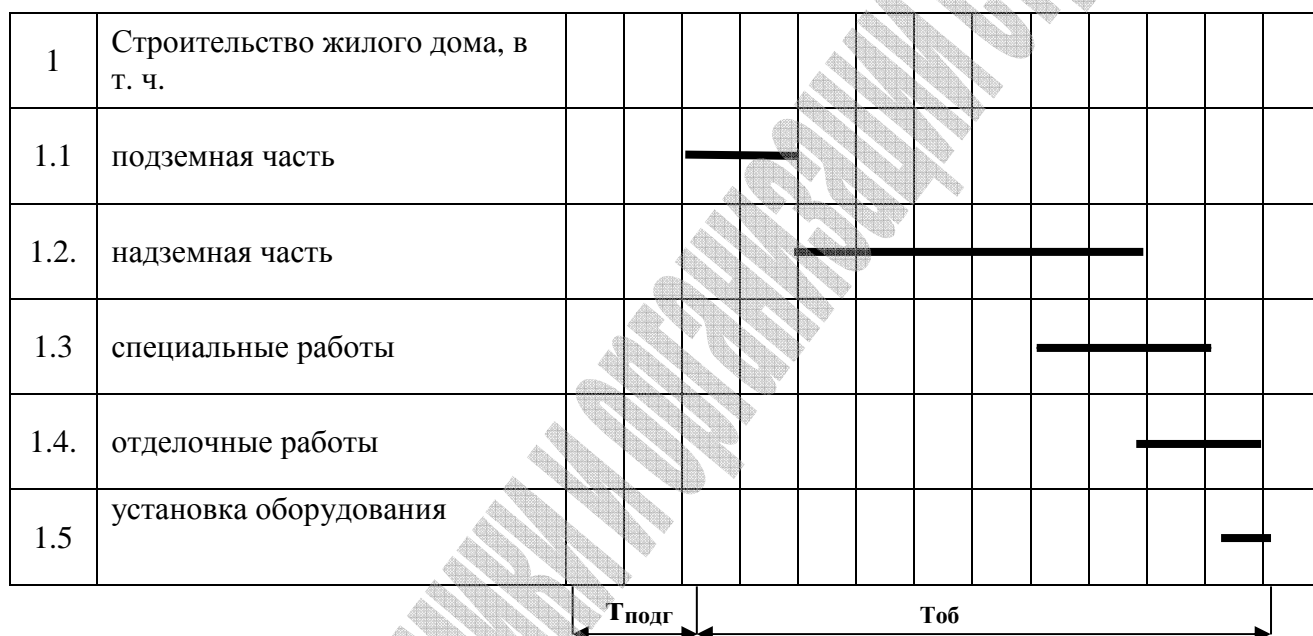 1
Строительство жилого дома, в
т. ч.
1.1
подземная часть
1.2.
надземная часть
1.3
специальные работы
1.4.
отделочные работы
установка оборудования
1.5
Тподг
Тоб